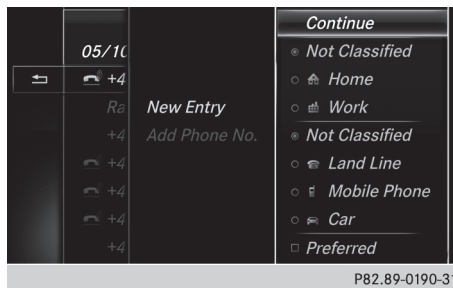 Continue
05/10
Not Classified
+4
Home
Ra
New Entry
Work
+4
Add Phone No.
Not Classified
+4
Land Line
+4
Mobile Phone
+4
Car
+4
Preferred
P82.89-0190-31